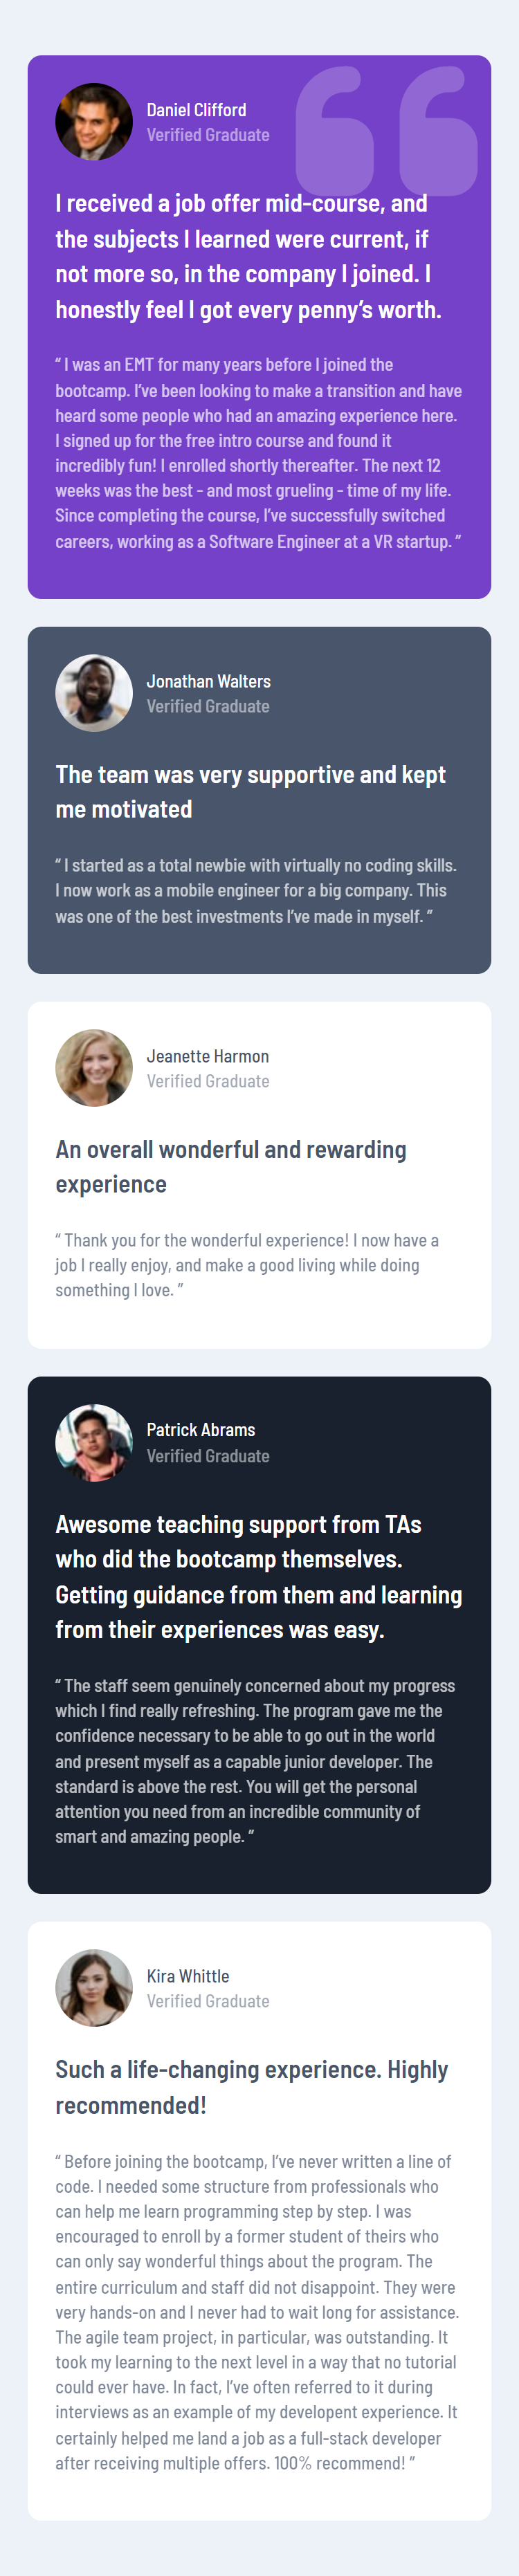 Daniel Clifford
Verified Graduate
I received a job offer mid-course, and
the subjects I learned were current, if
not more so, in the company I joined. I
honestly feel I got every penny’s worth.
“ I was an EMT for many years before I joined the
bootcamp. I’ve been looking to make a transition and have
heard some people who had an amazing experience here.
I signed up for the free intro course and found it
incredibly fun! I enrolled shortly thereafter. The next 12
weeks was the best - and most grueling - time of my life.
Since completing the course, I’ve successfully switched
careers, working as a Software Engineer at a VR startup. ”
Jonathan Walters
Verified Graduate
The team was very supportive and kept
me motivated
“ I started as a total newbie with virtually no coding skills.
I now work as a mobile engineer for a big company. This
was one of the best investments I’ve made in myself. ”
Jeanette Harmon
Verified Graduate
An overall wonderful and rewarding
experience
“ Thank you for the wonderful experience! I now have a
job I really enjoy, and make a good living while doing
something I love. ”
Patrick Abrams
Verified Graduate
Awesome teaching support from TAs
who did the bootcamp themselves.
Getting guidance from them and learning
from their experiences was easy.
“ The staff seem genuinely concerned about my progress
which I find really refreshing. The program gave me the
confidence necessary to be able to go out in the world
and present myself as a capable junior developer. The
standard is above the rest. You will get the personal
attention you need from an incredible community of
smart and amazing people. ”
Kira Whittle
Verified Graduate
Such a life-changing experience. Highly
recommended!
“ Before joining the bootcamp, I’ve never written a line of
code. I needed some structure from professionals who
can help me learn programming step by step. I was
encouraged to enroll by a former student of theirs who
can only say wonderful things about the program. The
entire curriculum and staff did not disappoint. They were
very hands-on and I never had to wait long for assistance.
The agile team project, in particular, was outstanding. It
took my learning to the next level in a way that no tutorial
could ever have. In fact, I’ve often referred to it during
interviews as an example of my developent experience. It
certainly helped me land a job as a full-stack developer
after receiving multiple offers. 100% recommend! ”